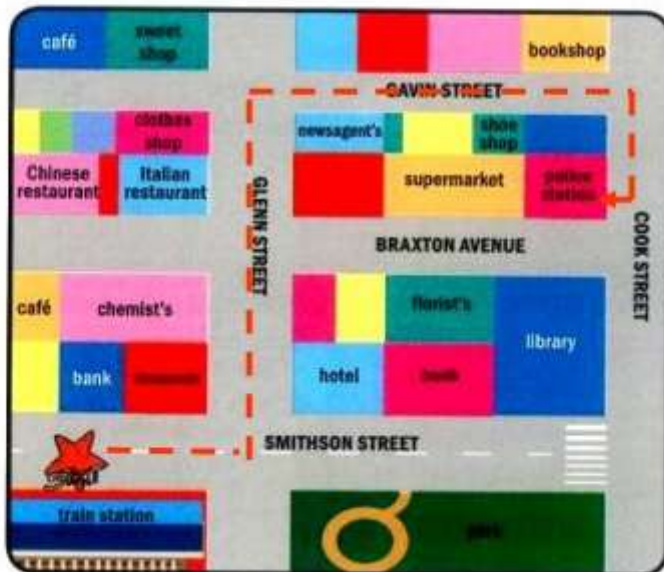 café
sweet
shop
bookshop
GAVIN STREET
clothes
shop
newsagent's
shoe
shop
Chinese
restaurant
Italian
restaurant
supermarket
police
station
GLENN STREET
BRAXTON AVENUE
COOK STREET
café
chemist's
florist's
library
bank
hotel
bank
SMITHSON STREET
train station
park